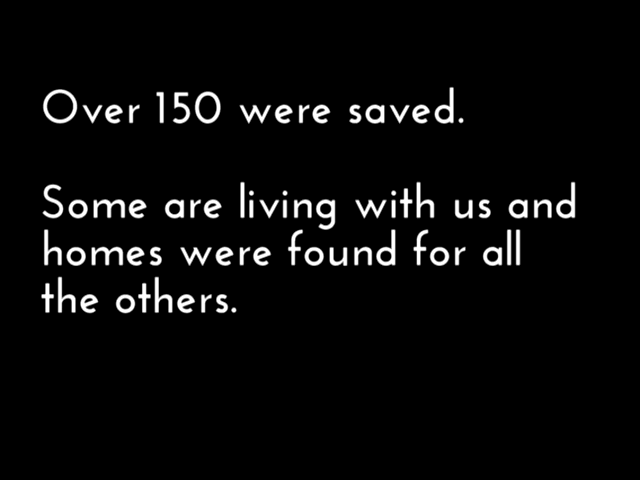 Over 150 were saved.
Some are living with us and
homes were found for all
the others.